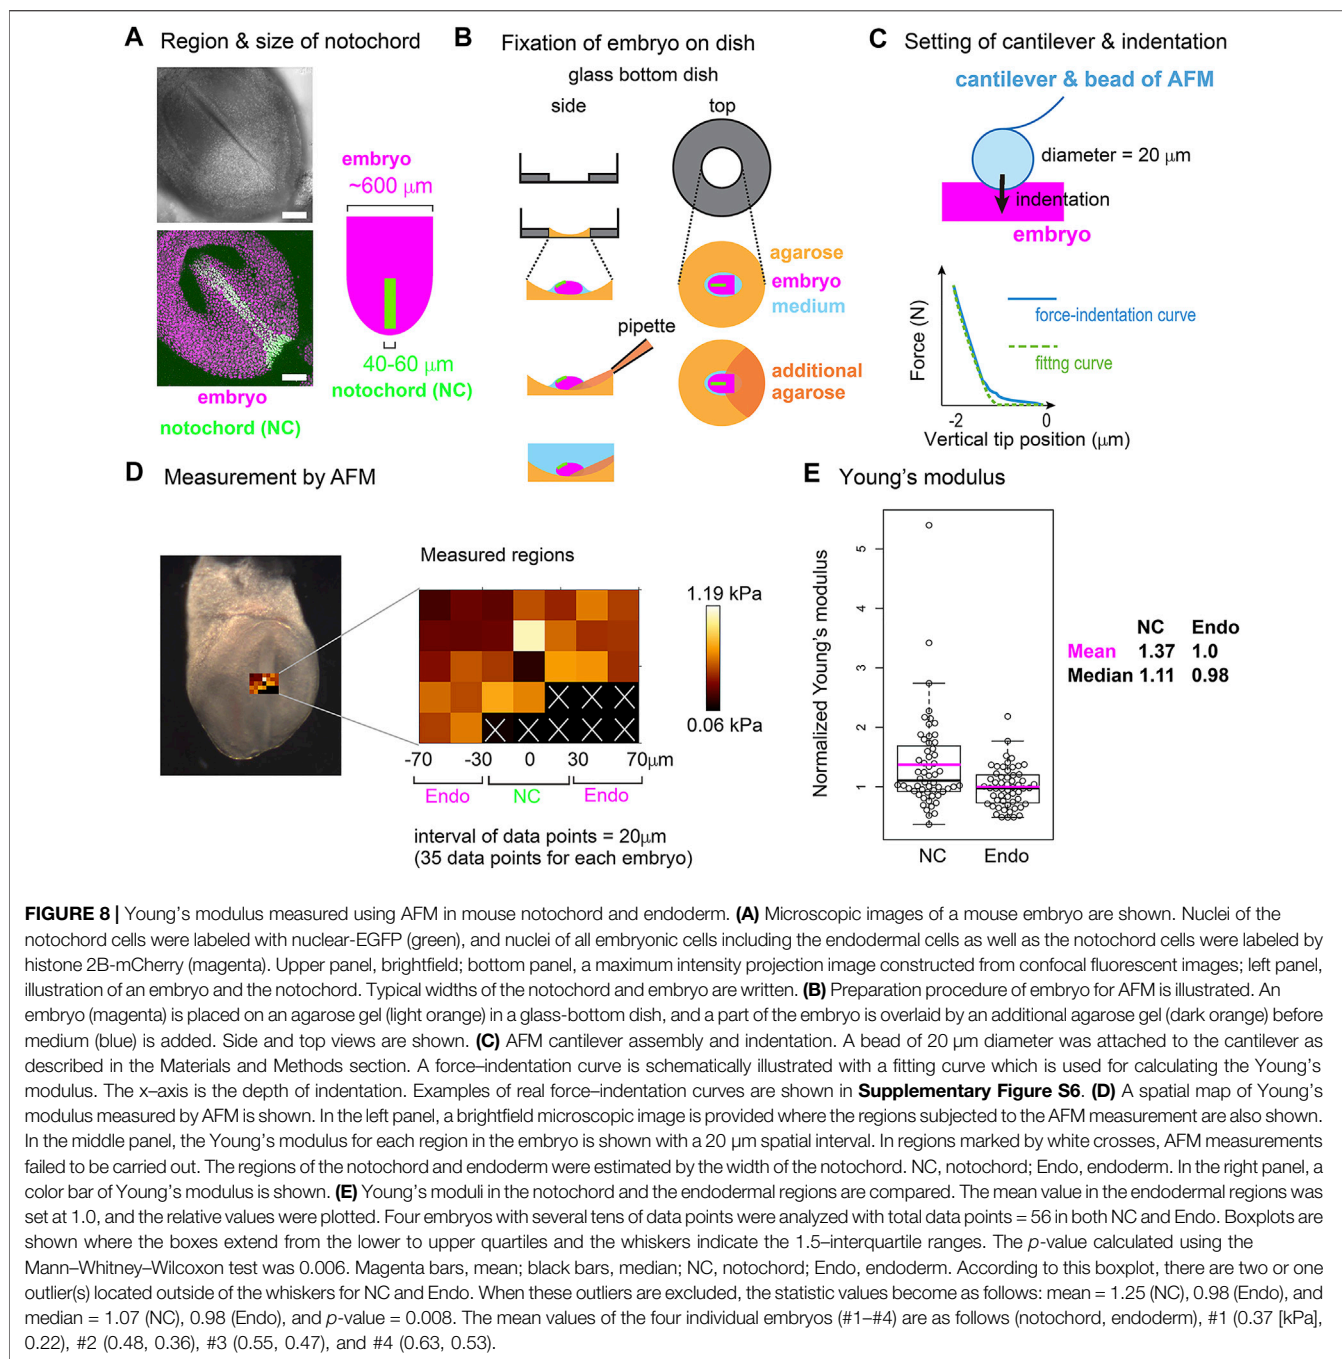 A Region & size of notochord
embryo
~600 μm
40-60 μm
notochord (NC)
embryo
notochord (NC)
B Fixation of embryo on dish
glass bottom dish
side top
agarose
embryo
medium
pipette
additional
agarose
C Setting of cantilever & indentation
cantilever & bead of AFM
diameter = 20 μm
indentation
embryo
Force (N)
force-indentation curve
fittng curve
-2 0
Vertical tip position (μm)
D Measurement by AFM
Measured regions
1.19 kPa
0.06 kPa
-70 -30 0 30 70μm
Endo NC Endo
interval of data points = 20μm
(35 data points for each embryo)
E Young's modulus
Normalized Young's modulus
5
4
3
2
1
NC Endo
NC Endo
Mean 1.37 1.0
Median 1.11 0.98
FIGURE 8 | Young's modulus measured using AFM in mouse notochord and endoderm. (A) Microscopic images of a mouse embryo are shown. Nuclei of the
notochord cells were labeled with nuclear-EGFP (green), and nuclei of all embryonic cells including the endodermal cells as well as the notochord cells were labeled by
histone 2B-mCherry (magenta). Upper panel, brightfield; bottom panel, a maximum intensity projection image constructed from confocal fluorescent images; left panel,
illustration of an embryo and the notochord. Typical widths of the notochord and embryo are written. (B) Preparation procedure of embryo for AFM is illustrated. An
embryo (magenta) is placed on an agarose gel (light orange) in a glass-bottom dish, and a part of the embryo is overlaid by an additional agarose gel (dark orange) before
medium (blue) is added. Side and top views are shown. (C) AFM cantilever assembly and indentation. A bead of 20 μm diameter was attached to the cantilever as
described in the Materials and Methods section. A force–indentation curve is schematically illustrated with a fitting curve which is used for calculating the Young's
modulus. The x–axis is the depth of indentation. Examples of real force–indentation curves are shown in Supplementary Figure S6. (D) A spatial map of Young's
modulus measured by AFM is shown. In the left panel, a brightfield microscopic image is provided where the regions subjected to the AFM measurement are also shown.
In the middle panel, the Young's modulus for each region in the embryo is shown with a 20 μm spatial interval. In regions marked by white crosses, AFM measurements
failed to be carried out. The regions of the notochord and endoderm were estimated by the width of the notochord. NC, notochord; Endo, endoderm. In the right panel, a
color bar of Young's modulus is shown. (E) Young's moduli in the notochord and the endodermal regions are compared. The mean value in the endodermal regions was
set at 1.0, and the relative values were plotted. Four embryos with several tens of data points were analyzed with total data points = 56 in both NC and Endo. Boxplots are
shown where the boxes extend from the lower to upper quartiles and the whiskers indicate the 1.5–interquartile ranges. The p-value calculated using the
Mann–Whitney–Wilcoxon test was 0.006. Magenta bars, mean; black bars, median; NC, notochord; Endo, endoderm. According to this boxplot, there are two or one
outlier(s) located outside of the whiskers for NC and Endo. When these outliers are excluded, the statistic values become as follows: mean = 1.25 (NC), 0.98 (Endo), and
median = 1.07 (NC), 0.98 (Endo), and p-value = 0.008. The mean values of the four individual embryos (#1–#4) are as follows (notochord, endoderm), #1 (0.37 [kPa],
0.22), #2 (0.48, 0.36), #3 (0.55, 0.47), and #4 (0.63, 0.53).